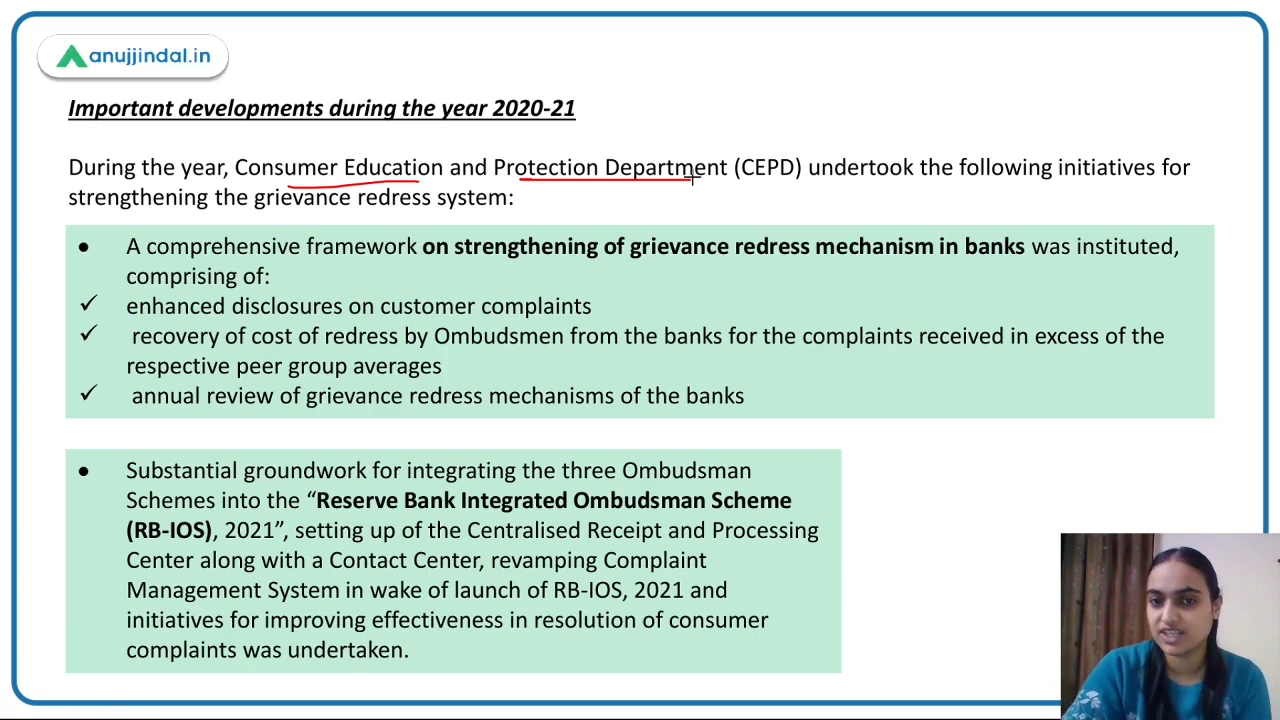 anujjindal.in
Important developments during the year 2020-21
During the year, Consumer Education and Protection Department (CEPD) undertook the following initiatives for
strengthening the grievance redress system:
● A comprehensive framework on strengthening of grievance redress mechanism in banks was instituted,
comprising of:
✓ enhanced disclosures on customer complaints
✓ recovery of cost of redress by Ombudsmen from the banks for the complaints received in excess of the
respective peer group averages
✓ annual review of grievance redress mechanisms of the banks
● Substantial groundwork for integrating the three Ombudsman
Schemes into the “Reserve Bank Integrated Ombudsman Scheme
(RB-IOS), 2021”, setting up of the Centralised Receipt and Processing
Center along with a Contact Center, revamping Complaint
Management System in wake of launch of RB-IOS, 2021 and
initiatives for improving effectiveness in resolution of consumer
complaints was undertaken.